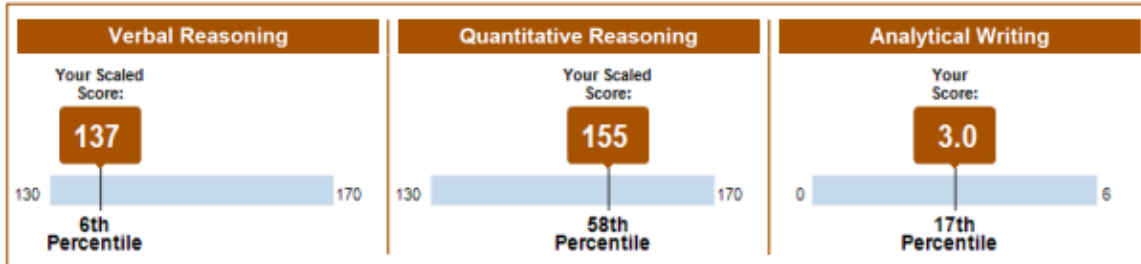 Verbal Reasoning
Your Scaled
Score:
137
130
170
6th
Percentile
Quantitative Reasoning
Your Scaled
Score:
155
130
170
58th
Percentile
Analytical Writing
Your
Score:
3.0
0
6
17th
Percentile